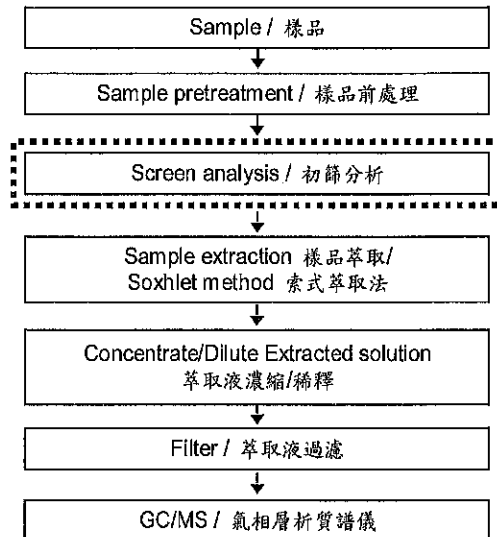 Sample / 樣品
Sample pretreatment / 樣品前處理
Screen analysis / 初篩分析
Sample extraction 樣品萃取/
Soxhlet method 索式萃取法
Concentrate/Dilute Extracted solution
萃取液濃縮/稀釋
Filter / 萃取液過濾
GC/MS / 氣相層析質譜儀